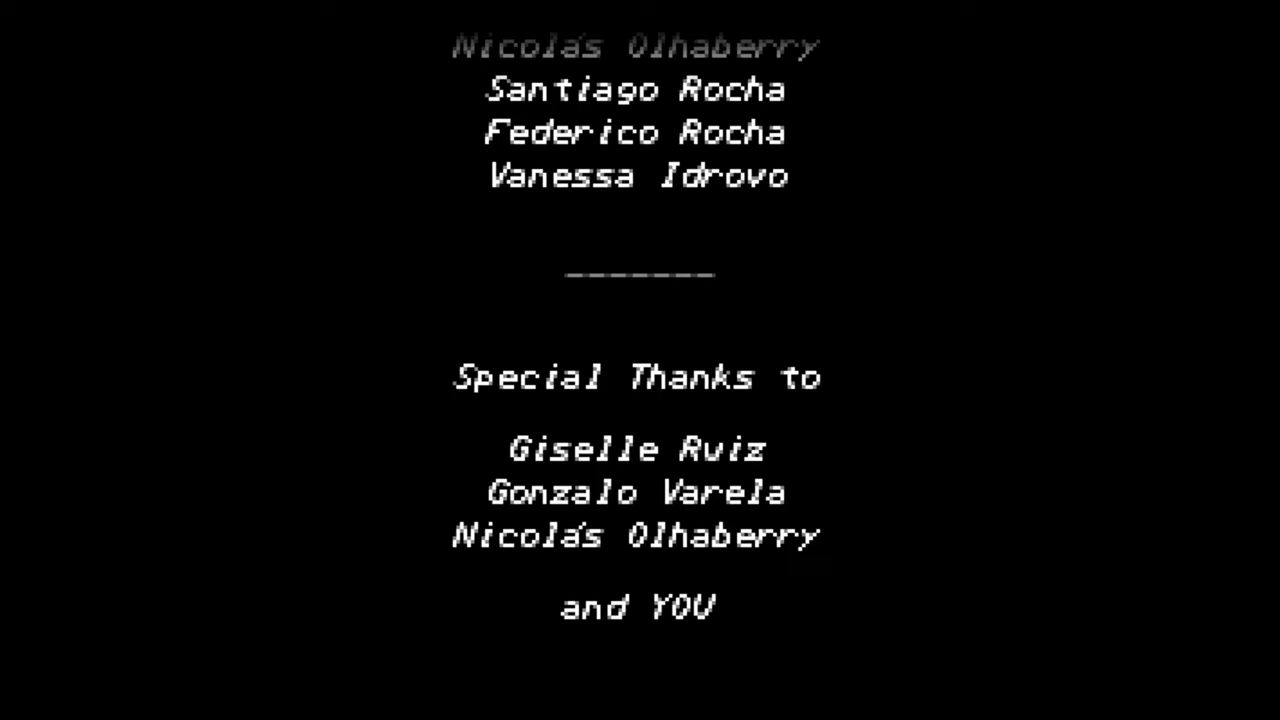 Nicolás Olhaberry
Santiago Rocha
Federico Rocha
Vanessa Idrovo
-------
Special Thanks to
Giselle Ruiz
Gonzalo Varela
Nicolás Olhaberry
and YOU